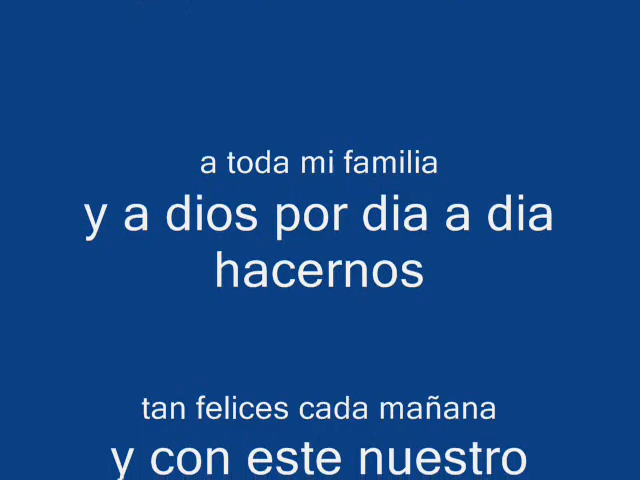 a toda mi familia
y a dios por dia a dia
hacernos
tan felices cada mañana
y con este nuestro